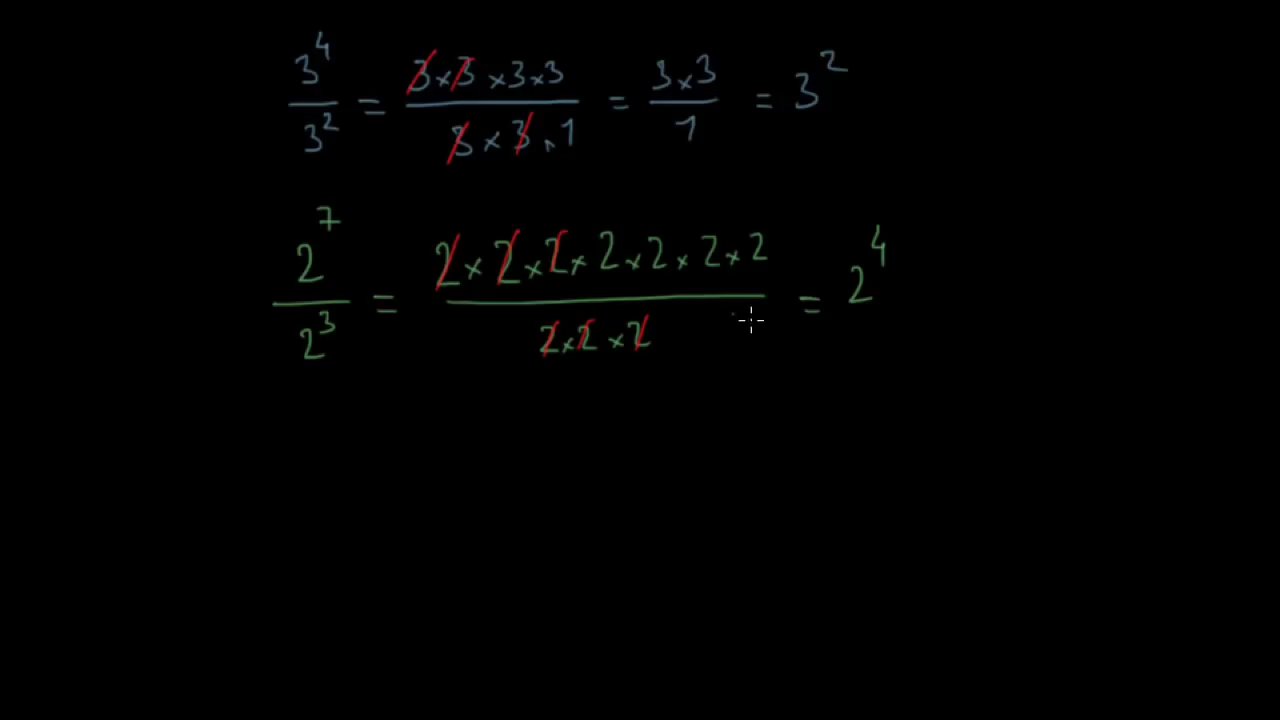 3^4/3^2 = (3×3×3×3)/(3×3×1) = (3×3)/1 = 3^2
2^7/2^3 = (2×2×2×2×2×2×2)/(2×2×2) = 2^4